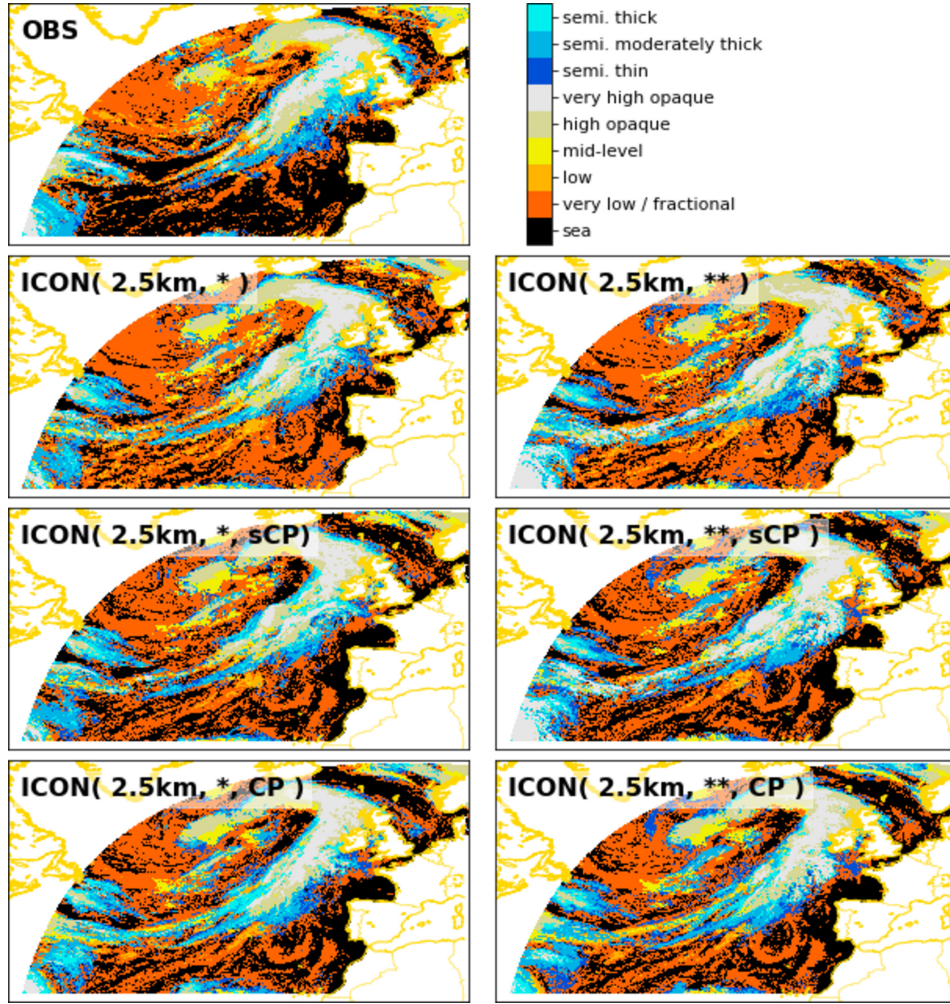 OBS
semi. thick
semi. moderately thick
semi. thin
very high opaque
high opaque
mid-level
low
very low / fractional
sea
ICON( 2.5km, * )
ICON( 2.5km, ** )
ICON( 2.5km, *, sCP)
ICON( 2.5km, **, sCP )
ICON( 2.5km, *, CP )
ICON( 2.5km, **, CP )